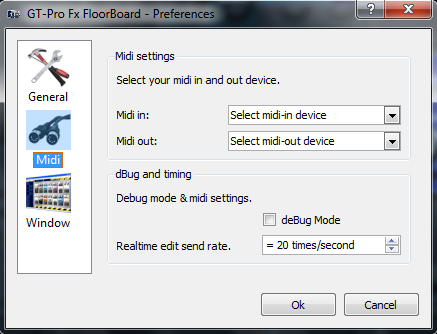 GT-Pro Fx FloorBoard - Preferences
General
Midi
Window
Midi settings
Select your midi in and out device.
Midi in: Select midi-in device
Midi out: Select midi-out device
dBug and timing
Debug mode & midi settings.
deBug Mode
Realtime edit send rate. = 20 times/second
Ok Cancel